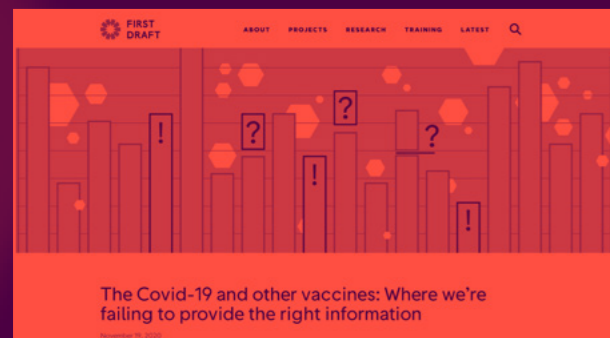 FIRST
DRAFT
ABOUT PROJECTS RESEARCH TRAINING LATEST
! ? ? ! ? !
The Covid-19 and other vaccines: Where we’re
failing to provide the right information
November 19, 2020